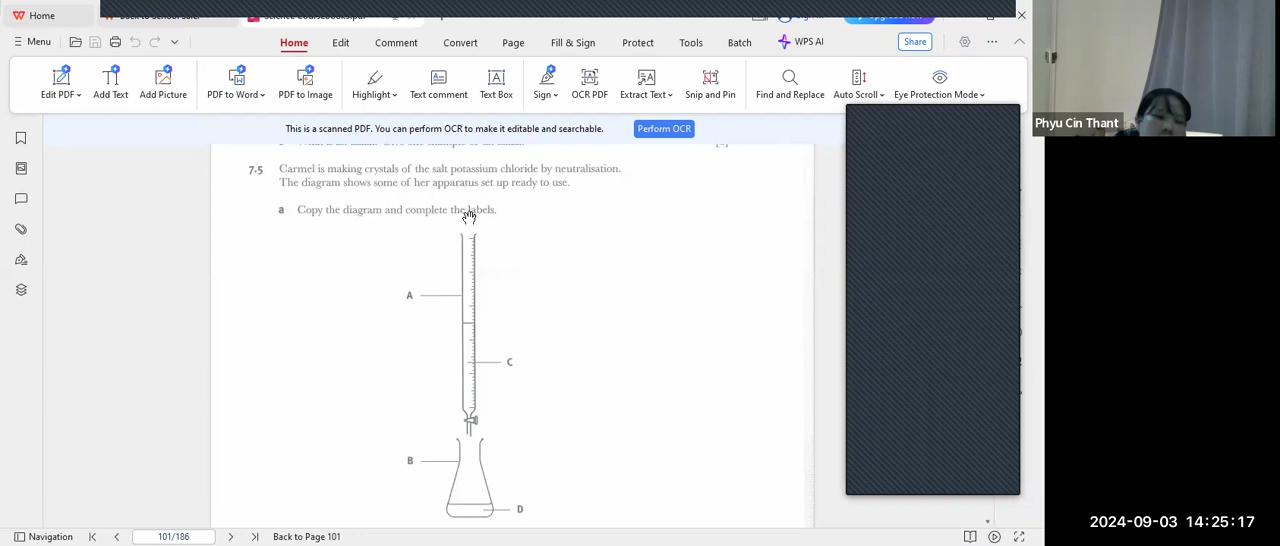 Home
Menu
Home Edit Comment Convert Page Fill & Sign Protect Tools Batch WPS AI Share
Edit PDF Add Text Add Picture PDF to Word PDF to Image Highlight Text comment Text Box Sign OCR PDF Extract Text Snip and Pin Find and Replace Auto Scroll Eye Protection Mode
Phyu Cin Thant
This is a scanned PDF. You can perform OCR to make it editable and searchable. Perform OCR
7.5 Carmel is making crystals of the salt potassium chloride by neutralisation.
The diagram shows some of her apparatus set up ready to use.
a Copy the diagram and complete the labels.
A
C
B
D
2024-09-03 14:25:17
Navigation 101/186 Back to Page 101